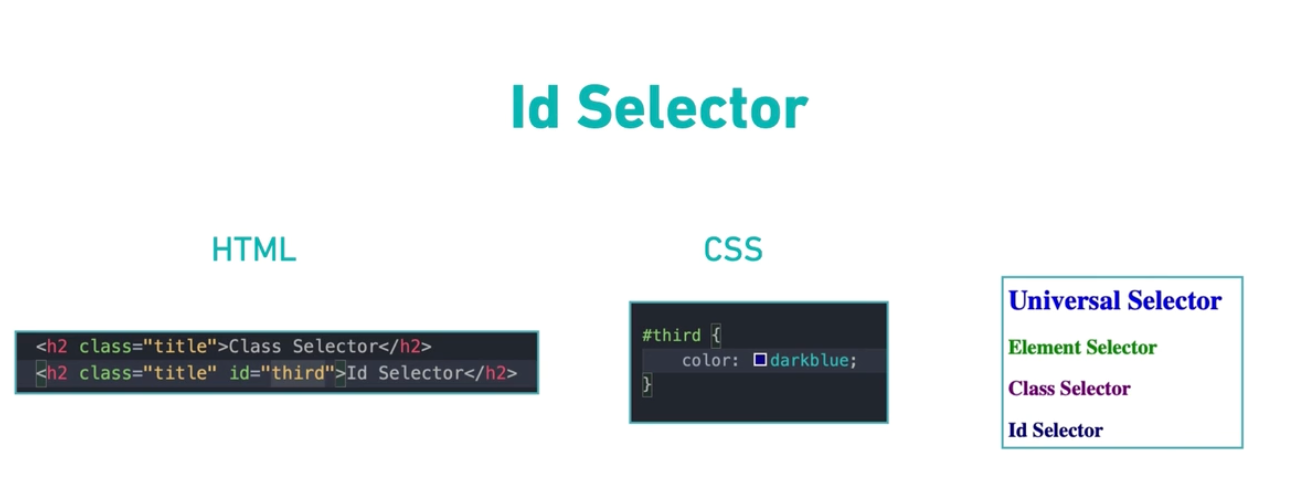 Id Selector
HTML
CSS
<h2 class="title">Class Selector</h2>
<h2 class="title" id="third">Id Selector</h2>
#third {
color: darkblue;
}
Universal Selector
Element Selector
Class Selector
Id Selector